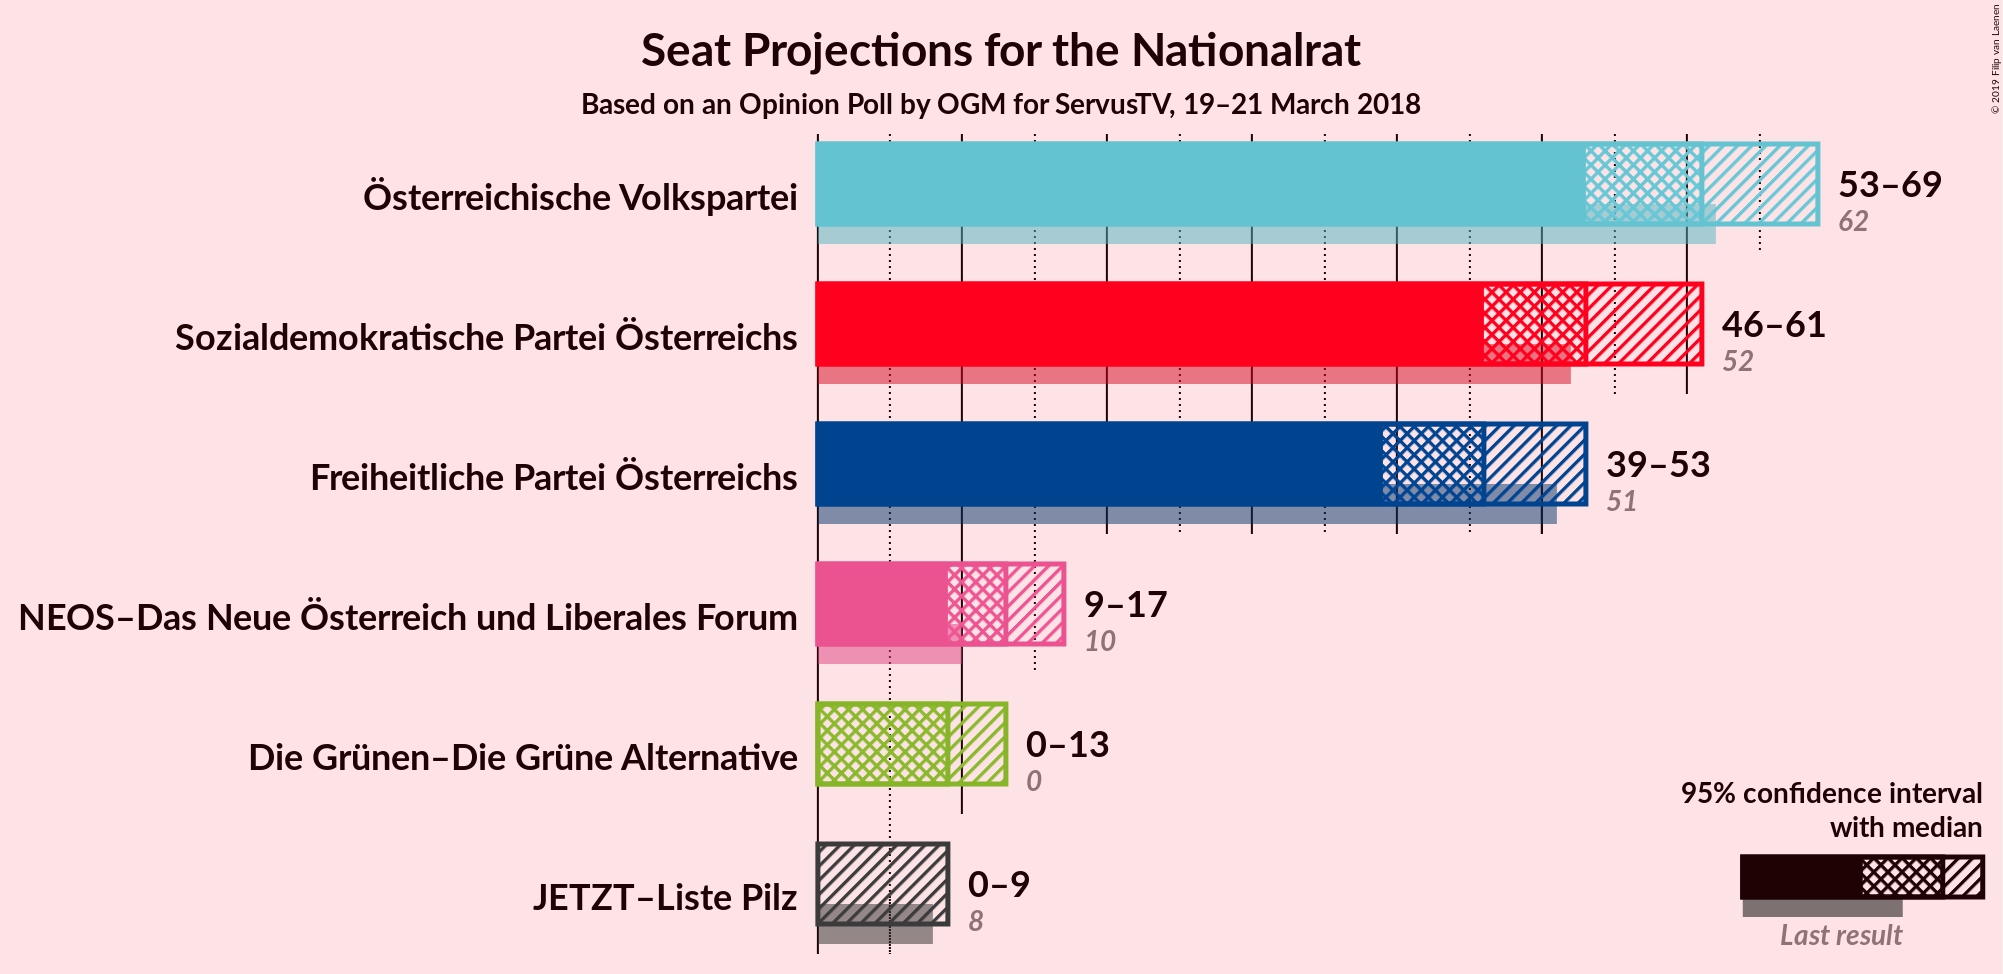 Seat Projections for the Nationalrat
Based on an Opinion Poll by OGM for ServusTV, 19–21 March 2018
© 2019 Filip van Laenen
Österreichische Volkspartei
53–69
62
Sozialdemokratische Partei Österreichs
46–61
52
Freiheitliche Partei Österreichs
39–53
51
NEOS–Das Neue Österreich und Liberales Forum
9–17
10
Die Grünen–Die Grüne Alternative
0–13
0
JETZT–Liste Pilz
0–9
8
95% confidence interval
with median
Last result